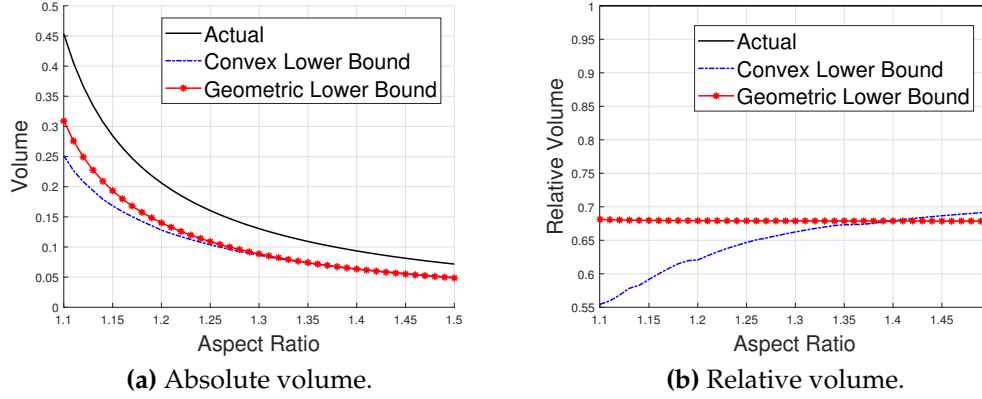 0.5
0.45
0.4
0.35
0.3
0.25
0.2
0.15
0.1
0.05
0
1.1 1.15 1.2 1.25 1.3 1.35 1.4 1.45 1.5
Volume
Aspect Ratio
Actual
Convex Lower Bound
Geometric Lower Bound
(a) Absolute volume.
1
0.95
0.9
0.85
0.8
0.75
0.7
0.65
0.6
0.55
1.1 1.15 1.2 1.25 1.3 1.35 1.4 1.45
Relative Volume
Aspect Ratio
Actual
Convex Lower Bound
Geometric Lower Bound
(b) Relative volume.